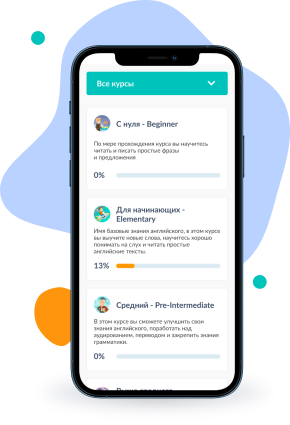 Все курсы
С нуля - Beginner
По мере прохождения курса вы научитесь
читать и писать простые фразы
и предложения
0%
Для начинающих -
Elementary
Имея базовые знания английского, в этом курсе
вы выучите новые слова, научитесь хорошо
понимать на слух и читать простые
английские тексты.
13%
Средний - Pre-Intermediate
В этом курсе вы сможете улучшить свои
знания английского, поработать над
аудированием, переводом и закрепить знания
грамматики.
0%